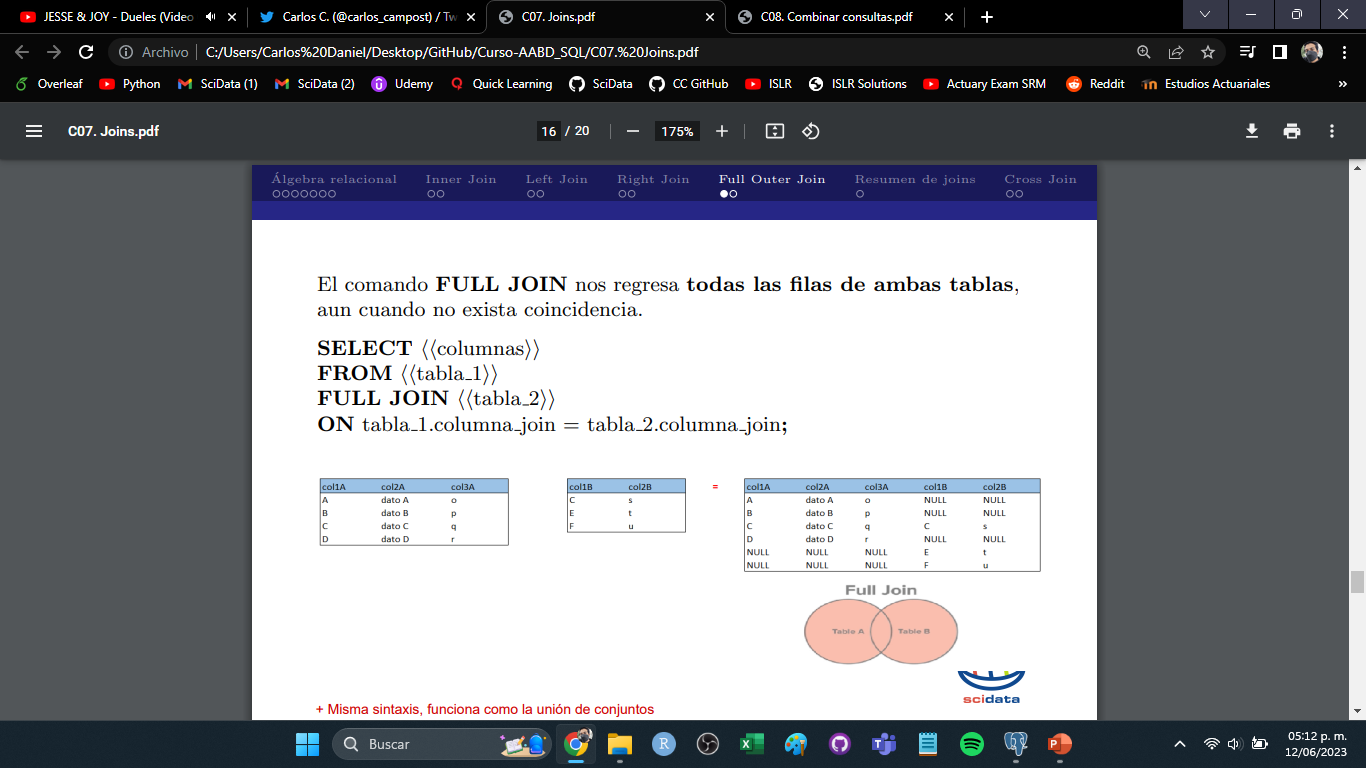 JESSE & JOY - Dueles (Video
Carlos C. (@carlos_campost) / Tw
C07. Joins.pdf
C08. Combinar consultas.pdf
Archivo
C:/Users/Carlos%20Daniel/Desktop/GitHub/Curso-AABD_SQL/C07.%20Joins.pdf
Overleaf
Python
SciData (1)
SciData (2)
Udemy
Quick Learning
SciData
CC GitHub
ISLR
ISLR Solutions
Actuary Exam SRM
Reddit
Estudios Actuariales
»
C07. Joins.pdf
16 / 20
175%
Álgebra relacional
Inner Join
Left Join
Right Join
Full Outer Join
Resumen de joins
Cross Join
El comando FULL JOIN nos regresa todas las filas de ambas tablas,
aun cuando no exista coincidencia.
SELECT ⟨⟨columnas⟩⟩
FROM ⟨⟨tabla_1⟩⟩
FULL JOIN ⟨⟨tabla_2⟩⟩
ON tabla_1.columna_join = tabla_2.columna_join;
col1A col2A col3A
A dato A o
B dato B p
C dato C q
D dato D r
col1B col2B
C s
E t
F u
=
col1A col2A col3A col1B col2B
A dato A o NULL NULL
B dato B p NULL NULL
C dato C q C s
D dato D r NULL NULL
NULL NULL NULL E t
NULL NULL NULL F u
Full Join
Table A
Table B
scidata
+ Misma sintaxis, funciona como la unión de conjuntos
Buscar
05:12 p. m.
12/06/2023